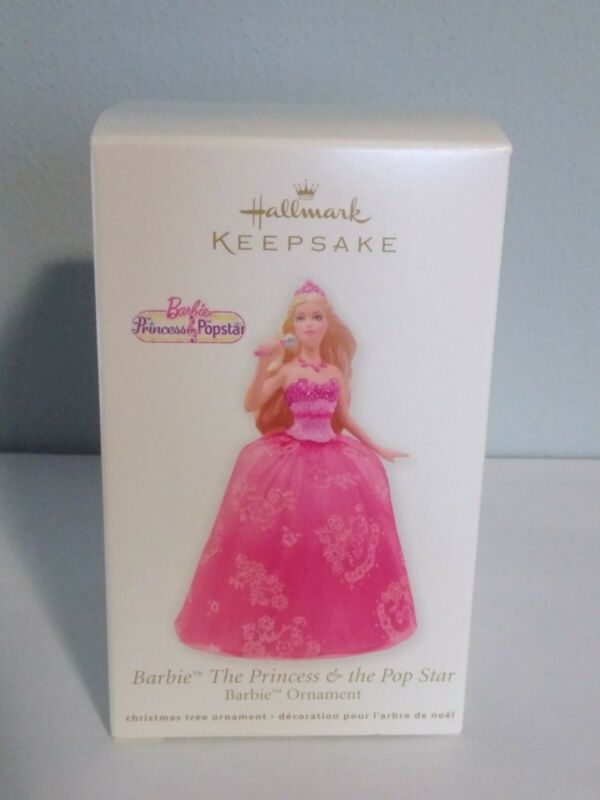 Hallmark
KEEPSAKE
Barbie
Princess & Popstar
Barbie™ The Princess & the Pop Star
Barbie™ Ornament
christmas tree ornament • décoration pour l'arbre de noël